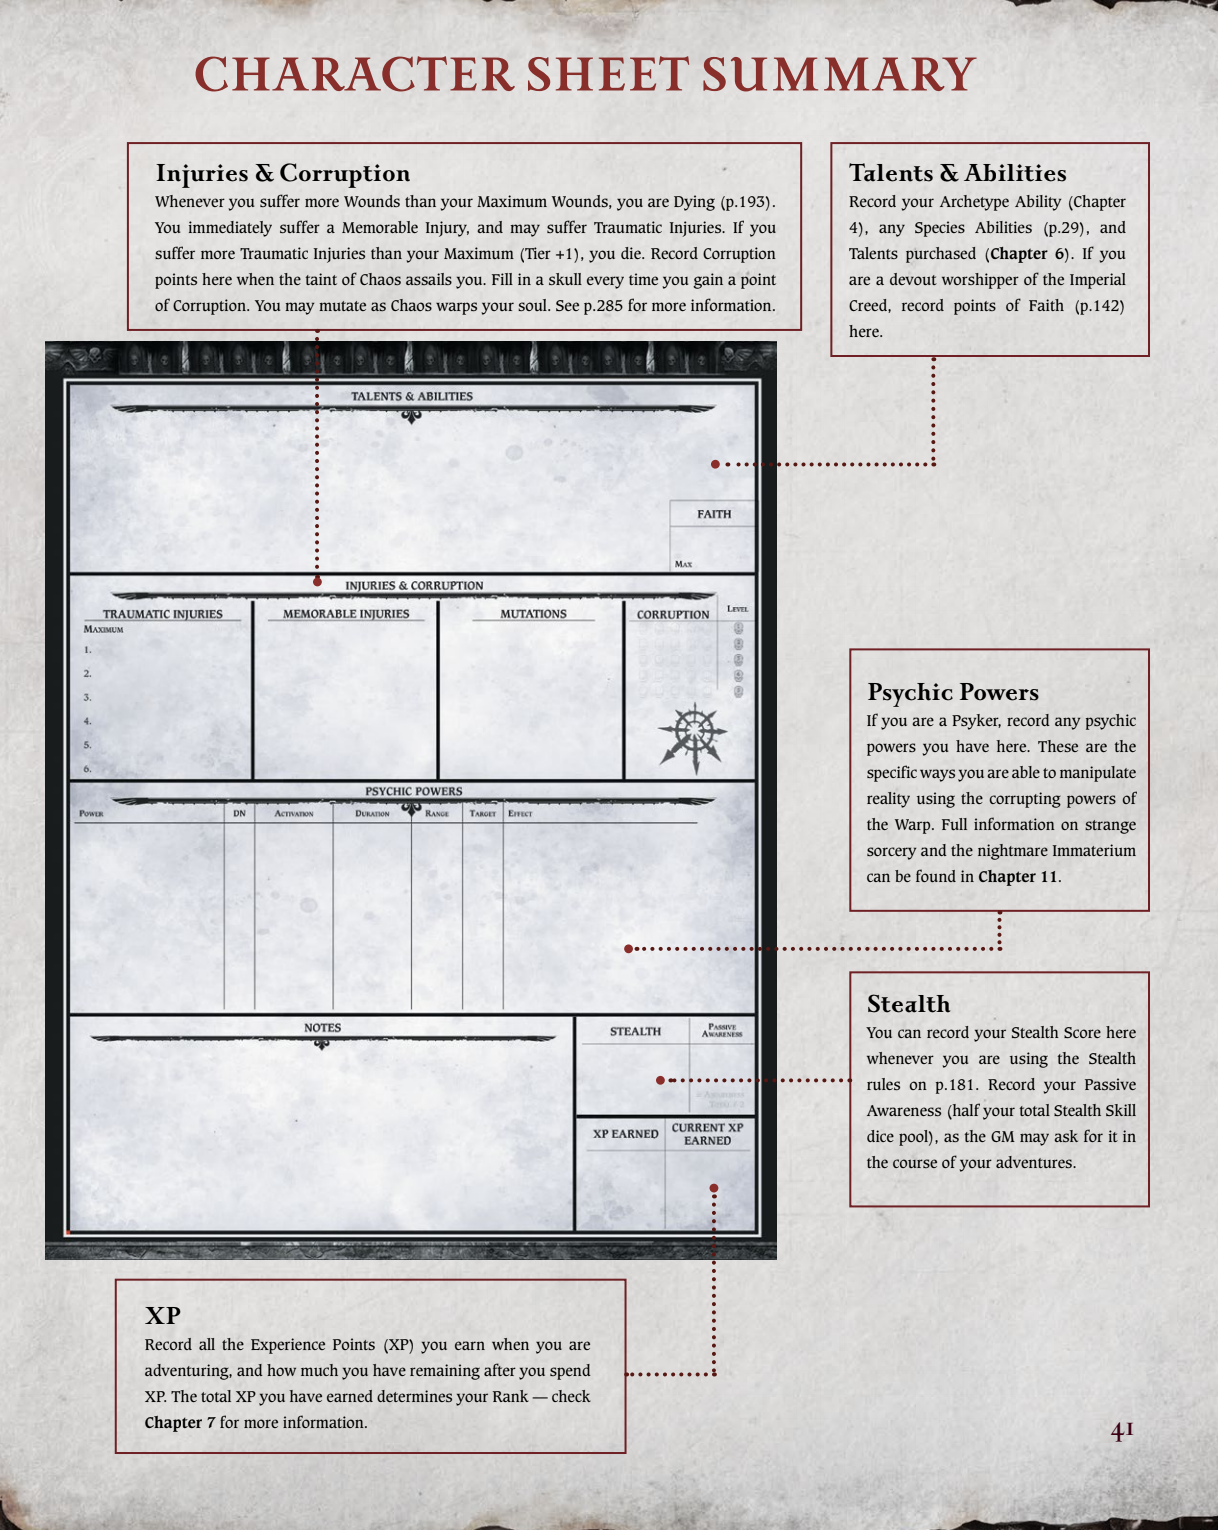 CHARACTER SHEET SUMMARY
Injuries & Corruption
Whenever you suffer more Wounds than your Maximum Wounds, you are Dying (p.193).
You immediately suffer a Memorable Injury, and may suffer Traumatic Injuries. If you
suffer more Traumatic Injuries than your Maximum (Tier +1), you die. Record Corruption
points here when the taint of Chaos assails you. Fill in a skull every time you gain a point
of Corruption. You may mutate as Chaos warps your soul. See p.285 for more information.
Talents & Abilities
Record your Archetype Ability (Chapter
4), any Species Abilities (p.29), and
Talents purchased (Chapter 6). If you
are a devout worshipper of the Imperial
Creed, record points of Faith (p.142)
here.
TALENTS & ABILITIES
FAITH
MAX
INJURIES & CORRUPTION
TRAUMATIC INJURIES
MAXIMUM
1.
2.
3.
4.
5.
6.
MEMORABLE INJURIES
MUTATIONS
CORRUPTION
LEVEL
PSYCHIC POWERS
POWER DN ACTIVATION DURATION RANGE TARGET EFFECT
Psychic Powers
If you are a Psyker, record any psychic
powers you have here. These are the
specific ways you are able to manipulate
reality using the corrupting powers of
the Warp. Full information on strange
sorcery and the nightmare Immaterium
can be found in Chapter 11.
NOTES
STEALTH
PASSIVE
AWARENESS
XP EARNED
CURRENT XP
EARNED
Stealth
You can record your Stealth Score here
whenever you are using the Stealth
rules on p.181. Record your Passive
Awareness (half your total Stealth Skill
dice pool), as the GM may ask for it in
the course of your adventures.
XP
Record all the Experience Points (XP) you earn when you are
adventuring, and how much you have remaining after you spend
XP. The total XP you have earned determines your Rank — check
Chapter 7 for more information.
41